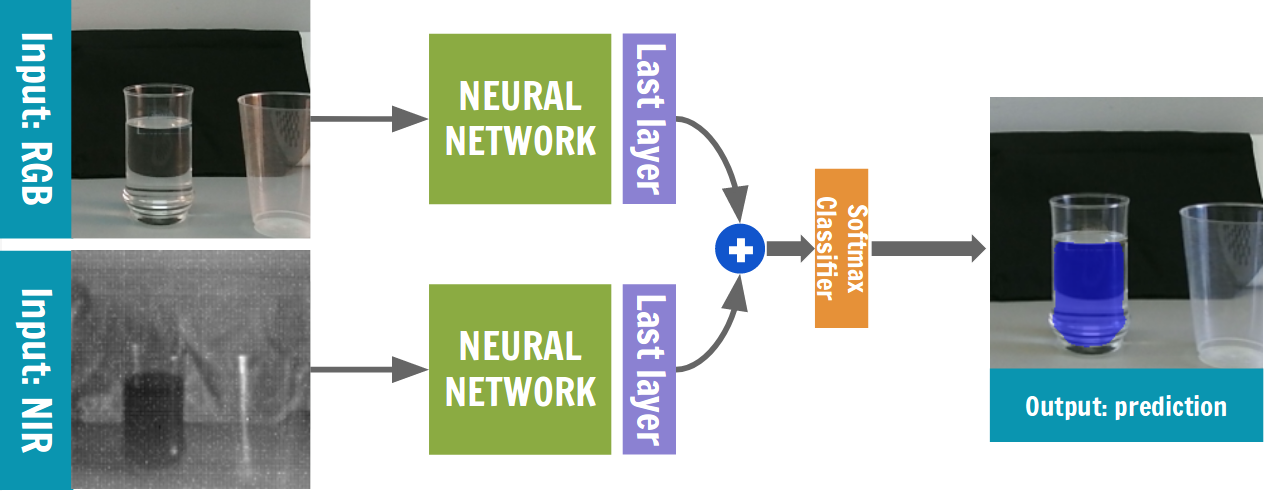 Input: RGB
NEURAL
NETWORK
Last layer
Input: NIR
NEURAL
NETWORK
Last layer
Softmax
Classifier
Output: prediction